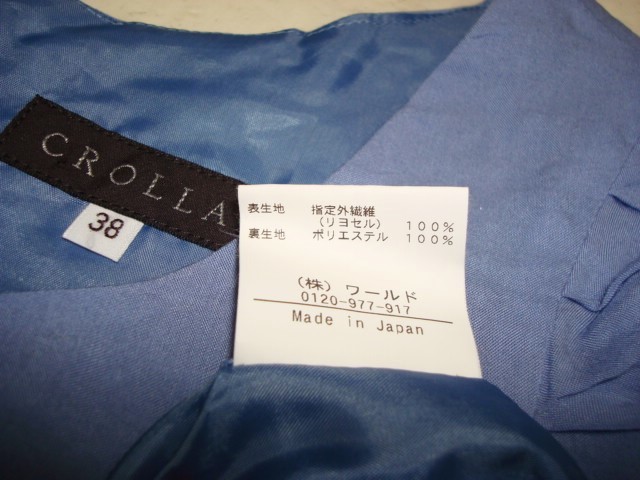 CROLLA
38
表生地 指定外繊維
(リヨセル) 100%
裏生地 ポリエステル 100%
(株) ワールド
0120-977-917
Made in Japan